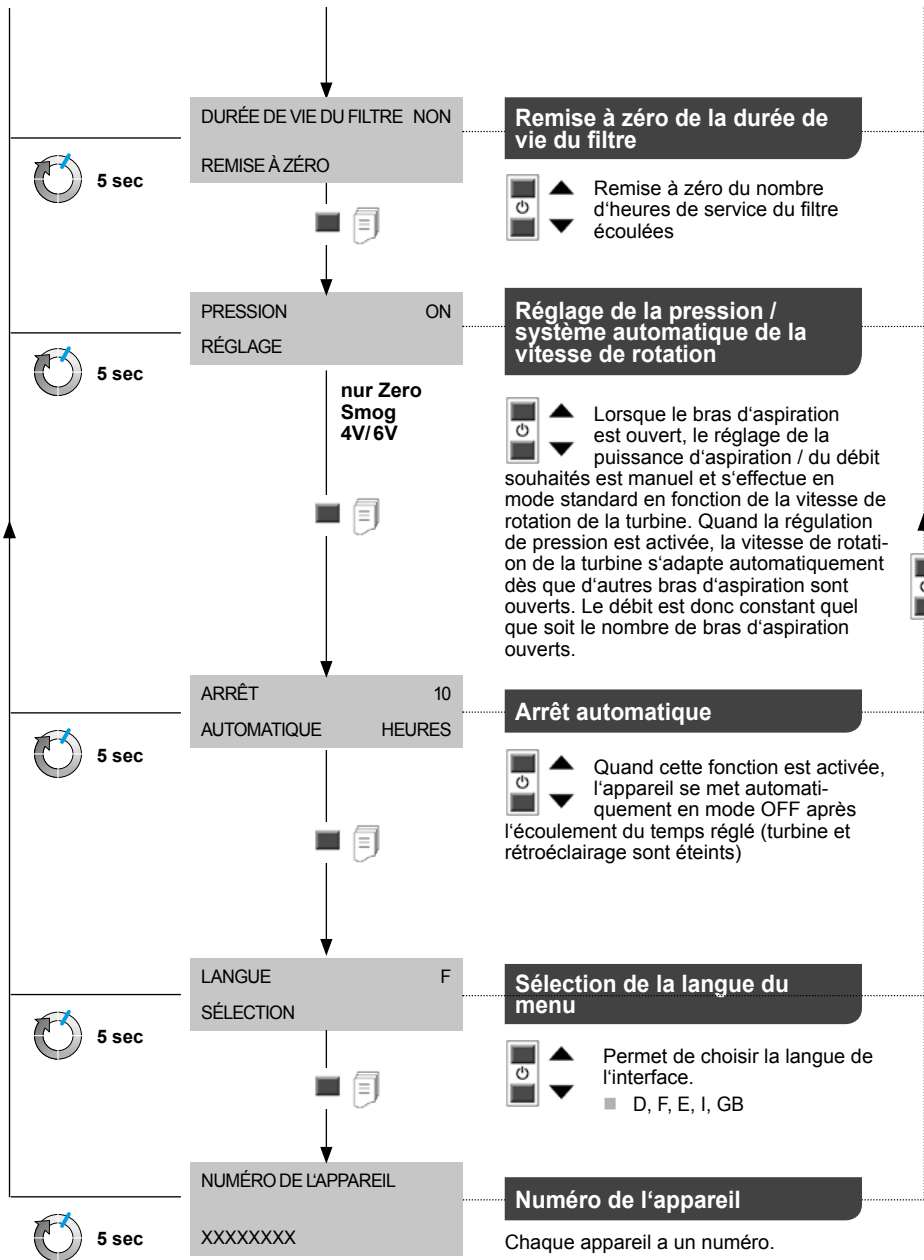 DURÉE DE VIE DU FILTRE NON
REMISE À ZÉRO
5 sec
Remise à zéro de la durée de
vie du filtre
Remise à zéro du nombre
d‘heures de service du filtre
écoulées
PRESSION ON
RÉGLAGE
5 sec
nur Zero
Smog
4V/ 6V
Réglage de la pression /
système automatique de la
vitesse de rotation
Lorsque le bras d‘aspiration
est ouvert, le réglage de la
puissance d‘aspiration / du débit
souhaités est manuel et s‘effectue en
mode standard en fonction de la vitesse de
rotation de la turbine. Quand la régulation
de pression est activée, la vitesse de rotati-
on de la turbine s‘adapte automatiquement
dès que d‘autres bras d‘aspiration sont
ouverts. Le débit est donc constant quel
que soit le nombre de bras d‘aspiration
ouverts.
ARRÊT 10
AUTOMATIQUE HEURES
5 sec
Arrêt automatique
Quand cette fonction est activée,
l‘appareil se met automati-
quement en mode OFF après
l‘écoulement du temps réglé (turbine et
rétroéclairage sont éteints)
LANGUE F
SÉLECTION
5 sec
Sélection de la langue du
menu
Permet de choisir la langue de
l‘interface.
D, F, E, I, GB
NUMÉRO DE L‘APPAREIL
XXXXXXXX
5 sec
Numéro de l‘appareil
Chaque appareil a un numéro.